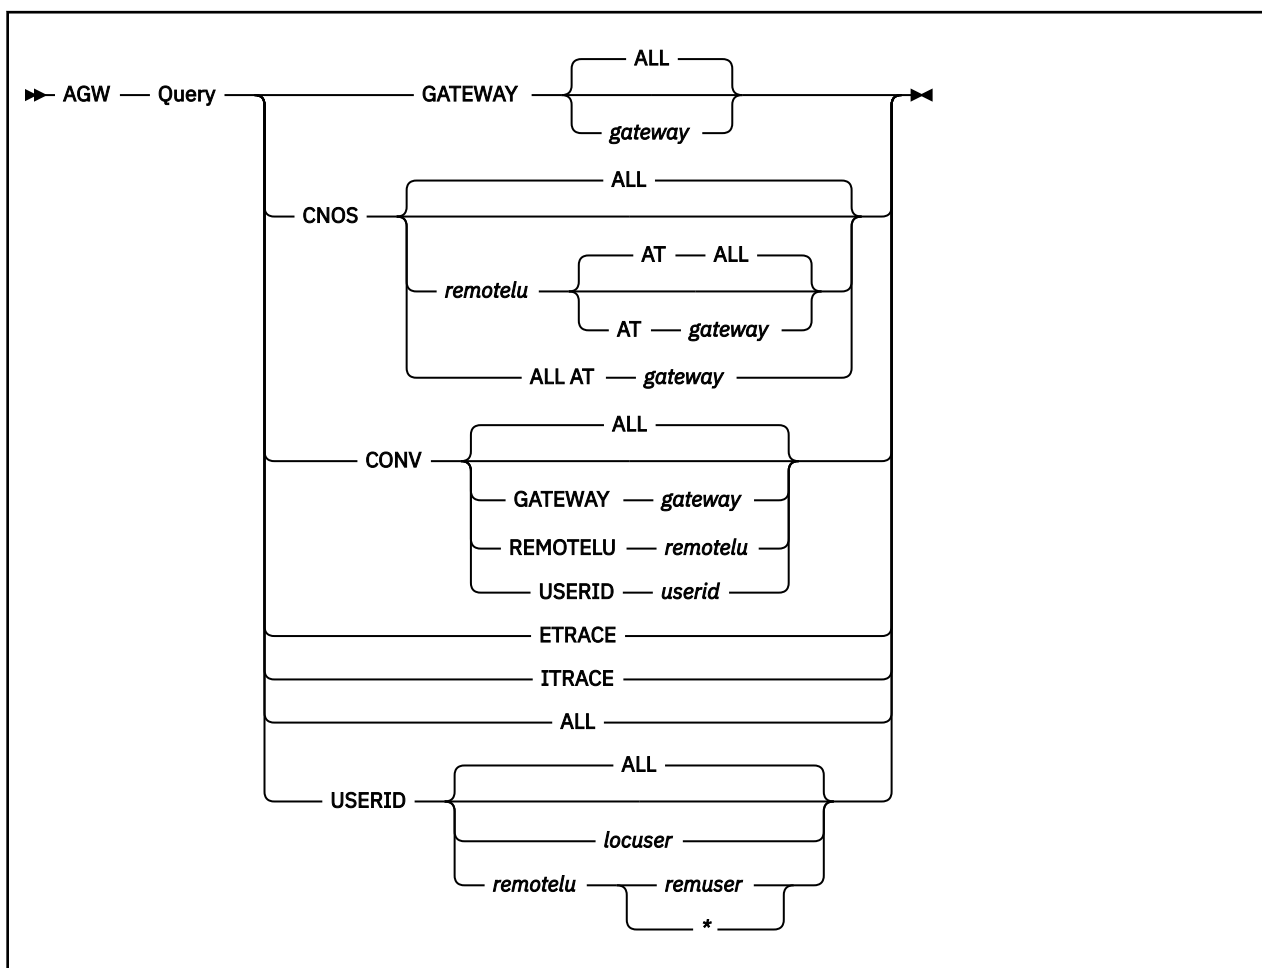 ALL
AGW Query GATEWAY
gateway
ALL
CNOS
AT ALL
remotelu
AT gateway
ALL AT gateway
ALL
CONV
GATEWAY gateway
REMOTELU remotelu
USERID userid
ETRACE
ITRACE
ALL
ALL
USERID
locuser
remotelu remuser
*